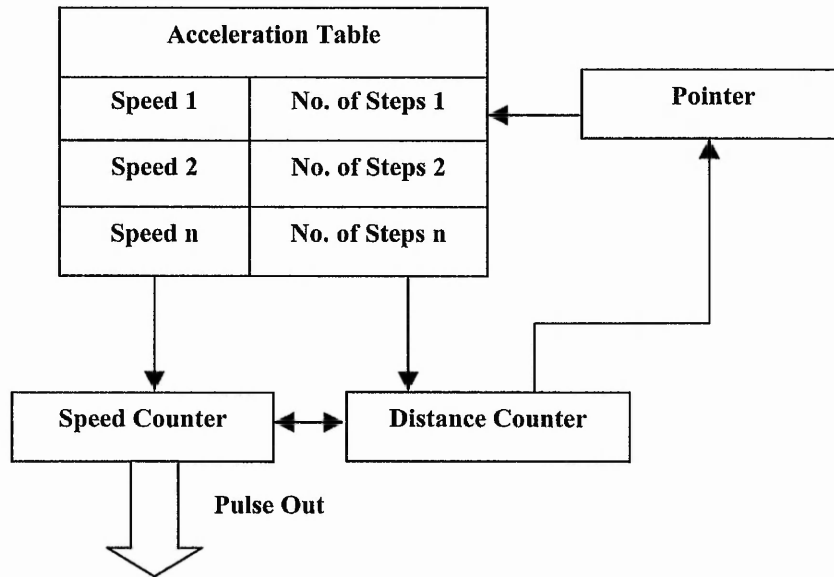 Acceleration Table
Speed 1
No. of Steps 1
Pointer
Speed 2
No. of Steps 2
Speed n
No. of Steps n
Speed Counter
Distance Counter
Pulse Out